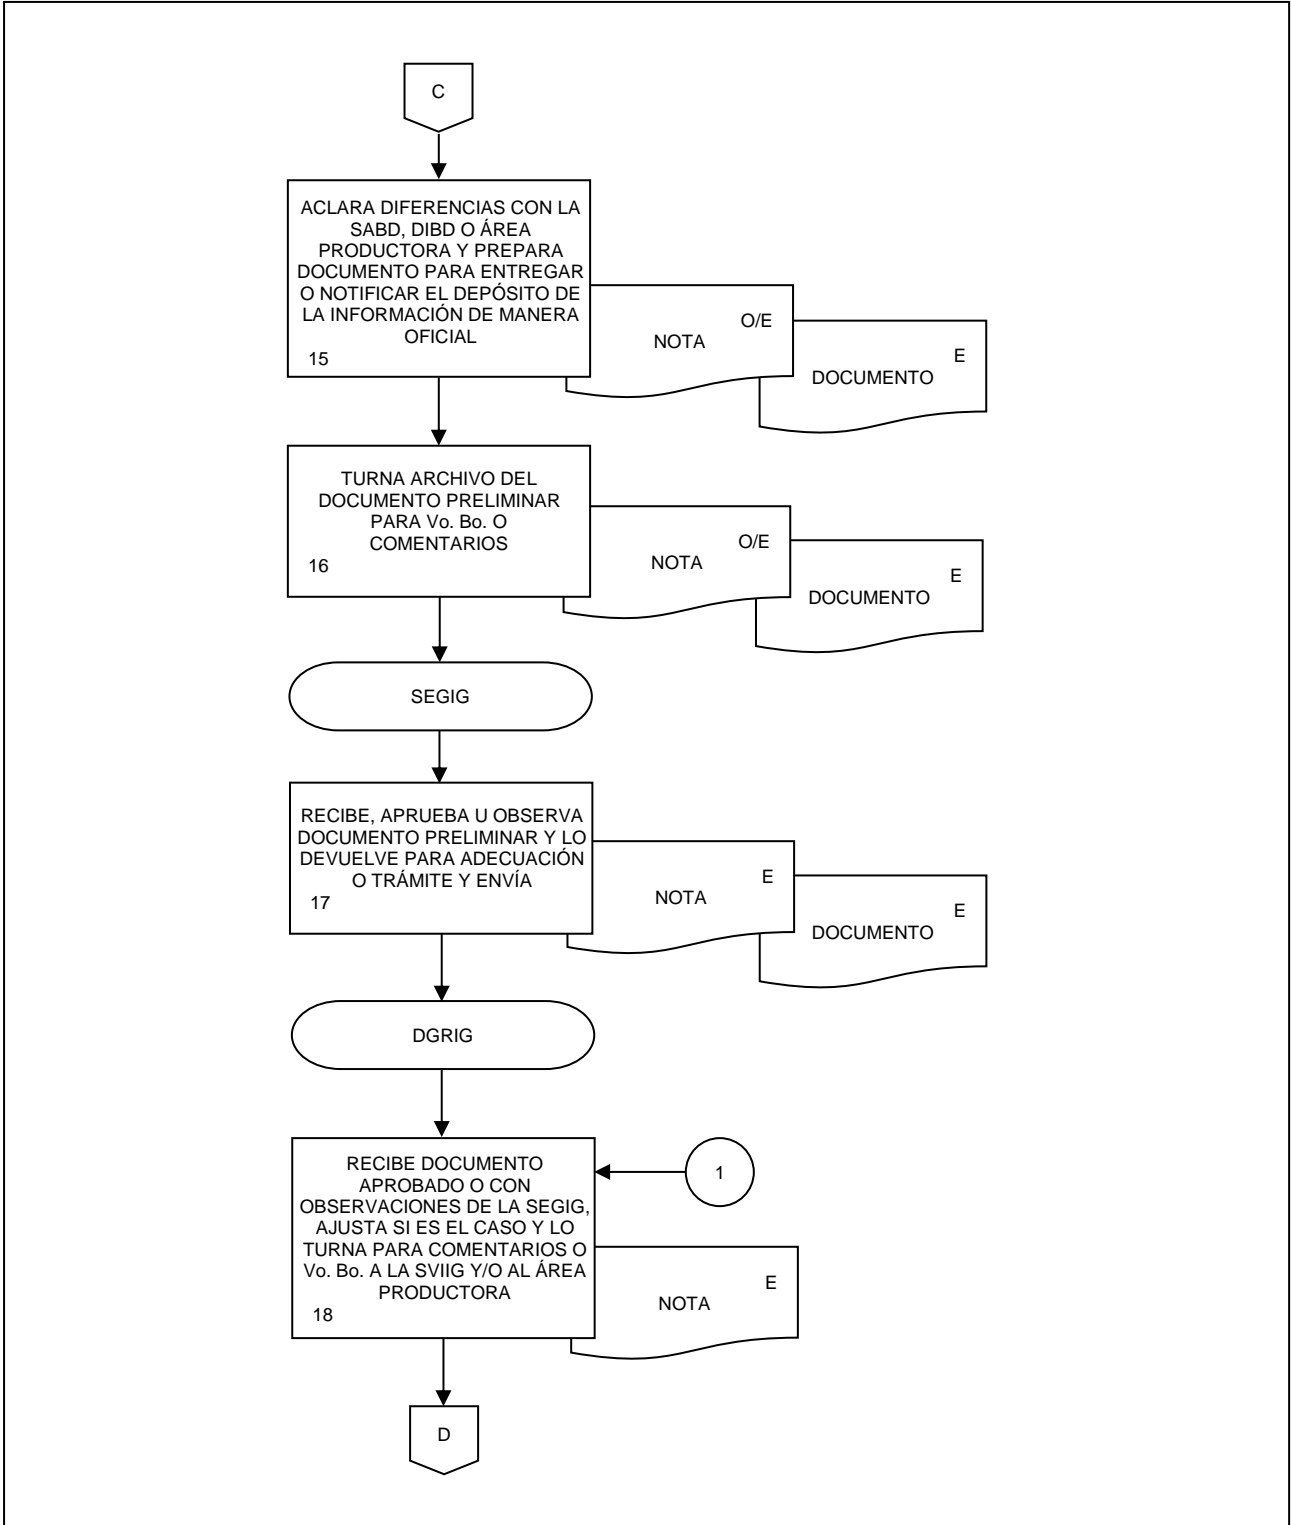 C
ACLARA DIFERENCIAS CON LA
SABD, DIBD O ÁREA
PRODUCTORA Y PREPARA
DOCUMENTO PARA ENTREGAR
O NOTIFICAR EL DEPÓSITO DE
LA INFORMACIÓN DE MANERA
OFICIAL
15
O/E
NOTA
E
DOCUMENTO
TURNA ARCHIVO DEL
DOCUMENTO PRELIMINAR
PARA Vo. Bo. O
COMENTARIOS
16
O/E
NOTA
E
DOCUMENTO
SEGIG
RECIBE, APRUEBA U OBSERVA
DOCUMENTO PRELIMINAR Y LO
DEVUELVE PARA ADECUACIÓN
O TRÁMITE Y ENVÍA
17
E
NOTA
E
DOCUMENTO
DGRIG
RECIBE DOCUMENTO
APROBADO O CON
OBSERVACIONES DE LA SEGIG,
AJUSTA SI ES EL CASO Y LO
TURNA PARA COMENTARIOS O
Vo. Bo. A LA SVIIG Y/O AL ÁREA
PRODUCTORA
18
1
E
NOTA
D